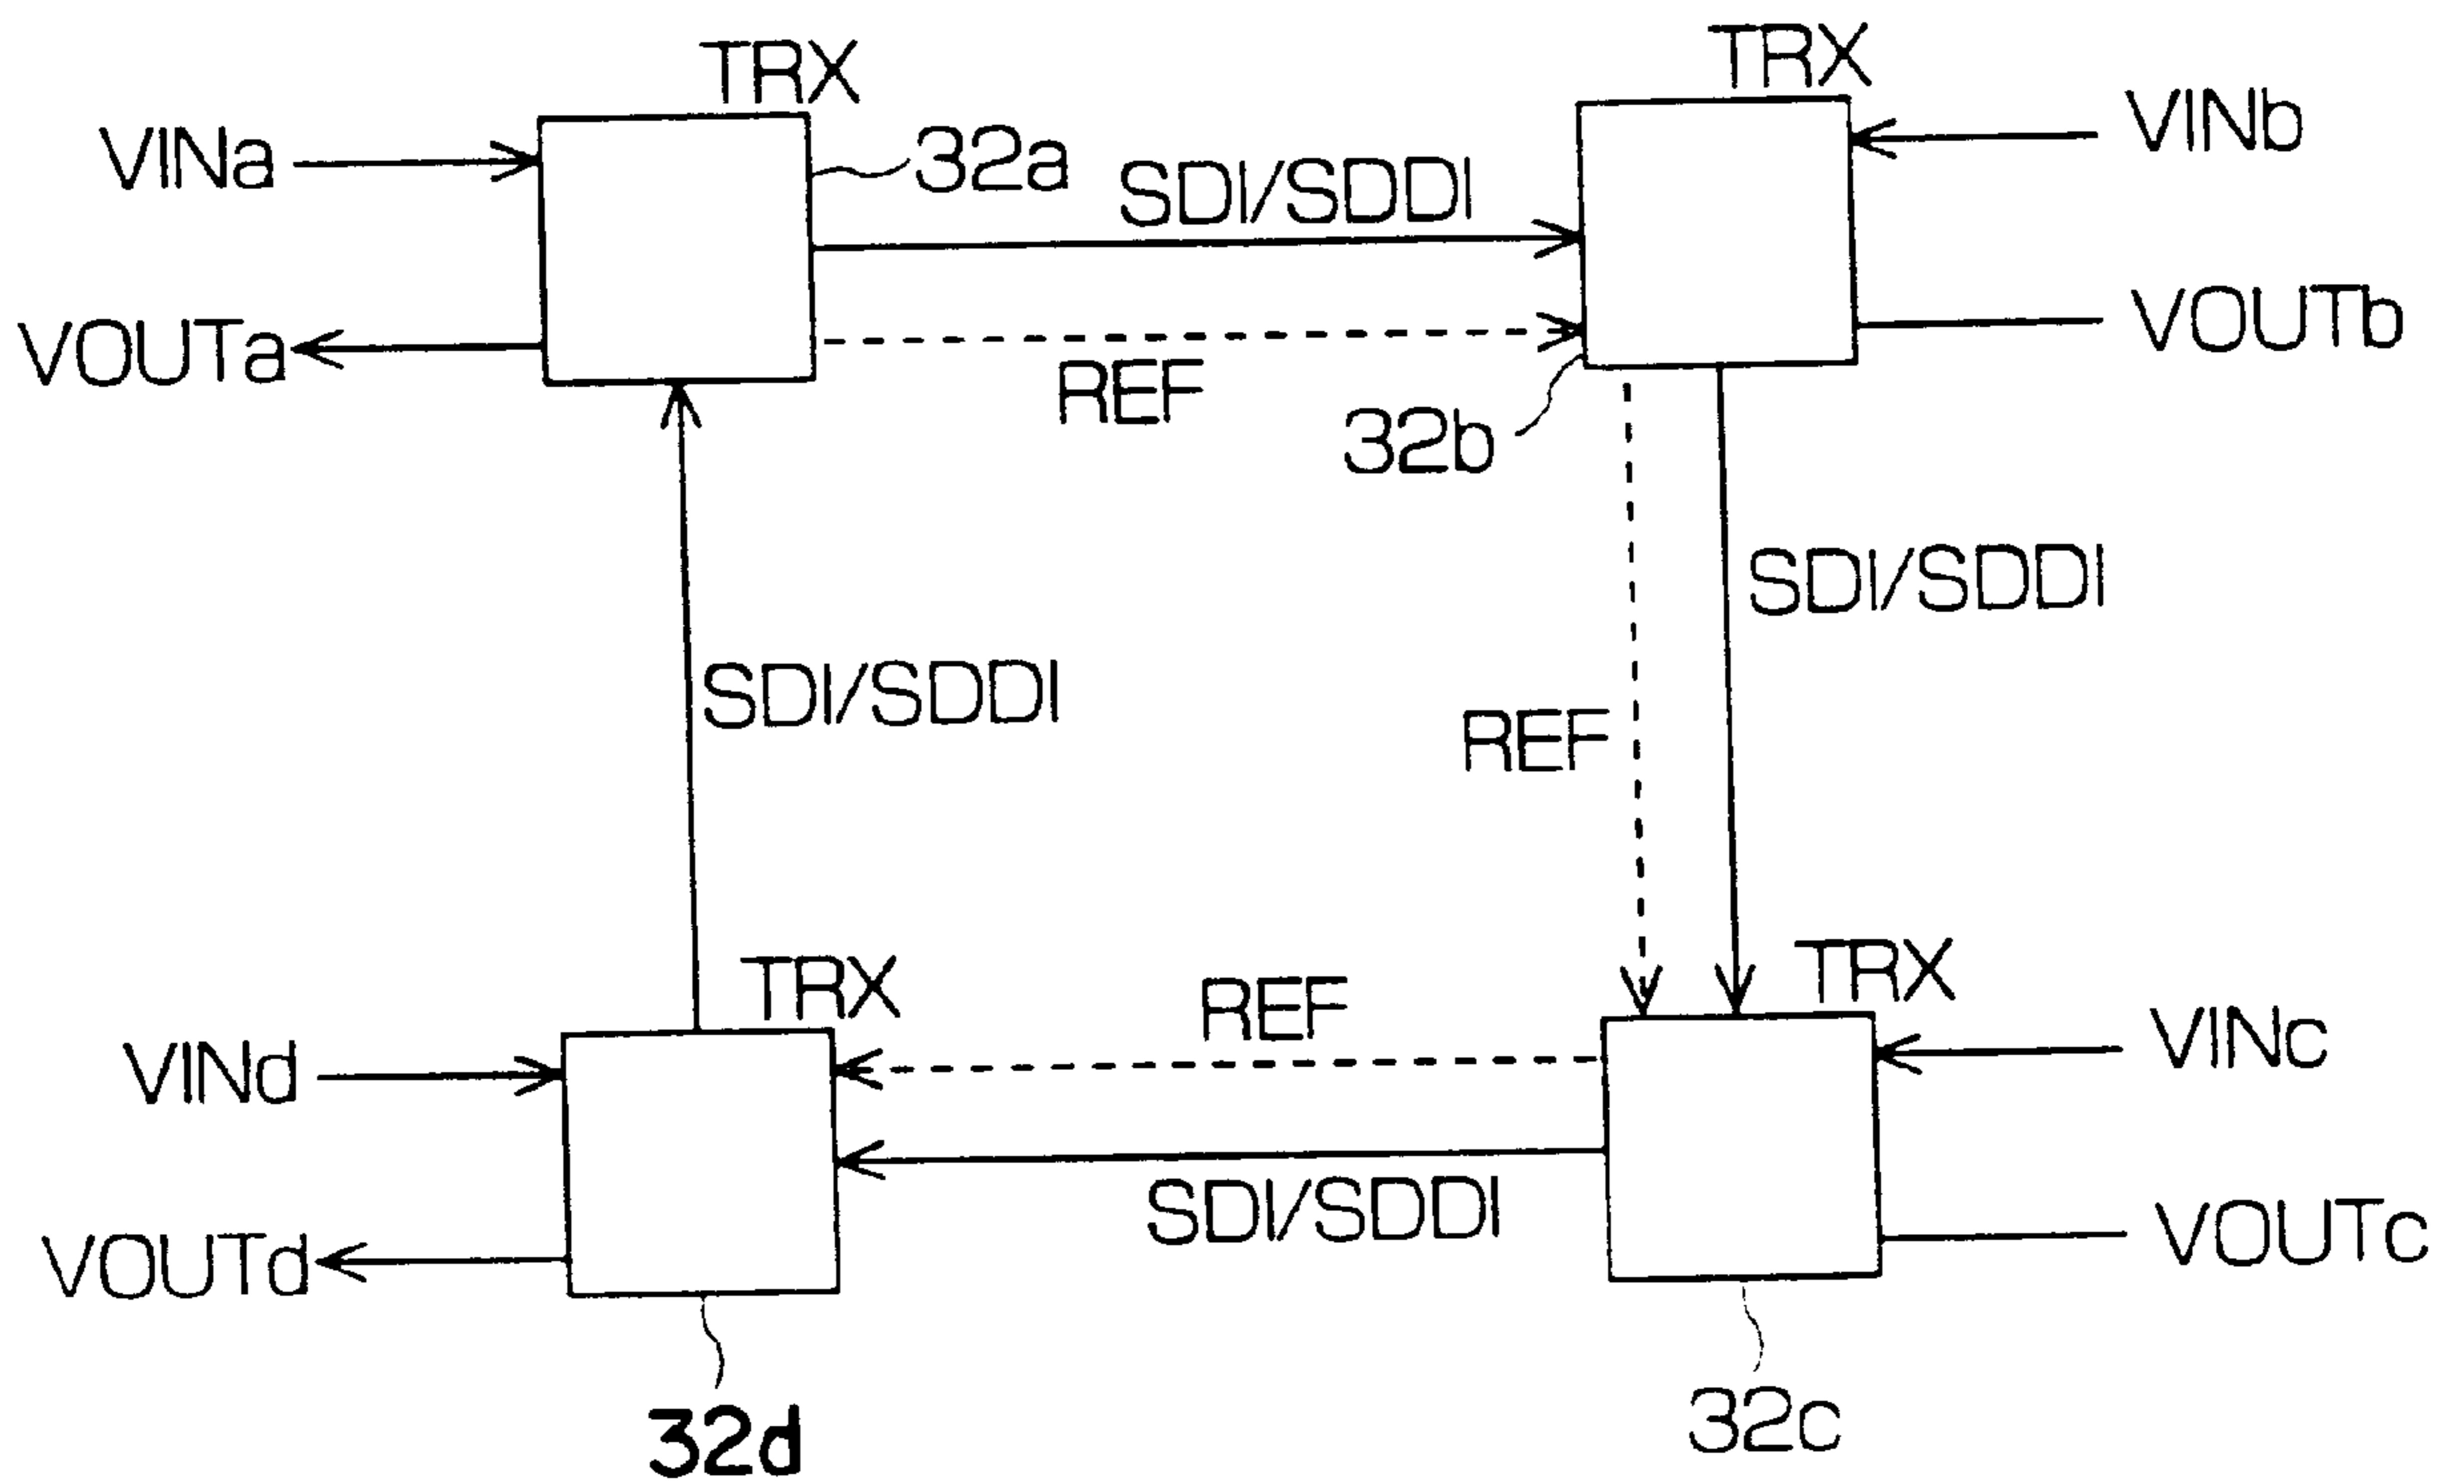 TRX
TRX
VINa
32a
SDI/SDDI
VINb
VOUTa
REF
32b
VOUTb
SDI/SDDI
SDI/SDDI
REF
TRX
REF
TRX
VINd
VINc
SDI/SDDI
VOUTd
VOUTc
32d
32c